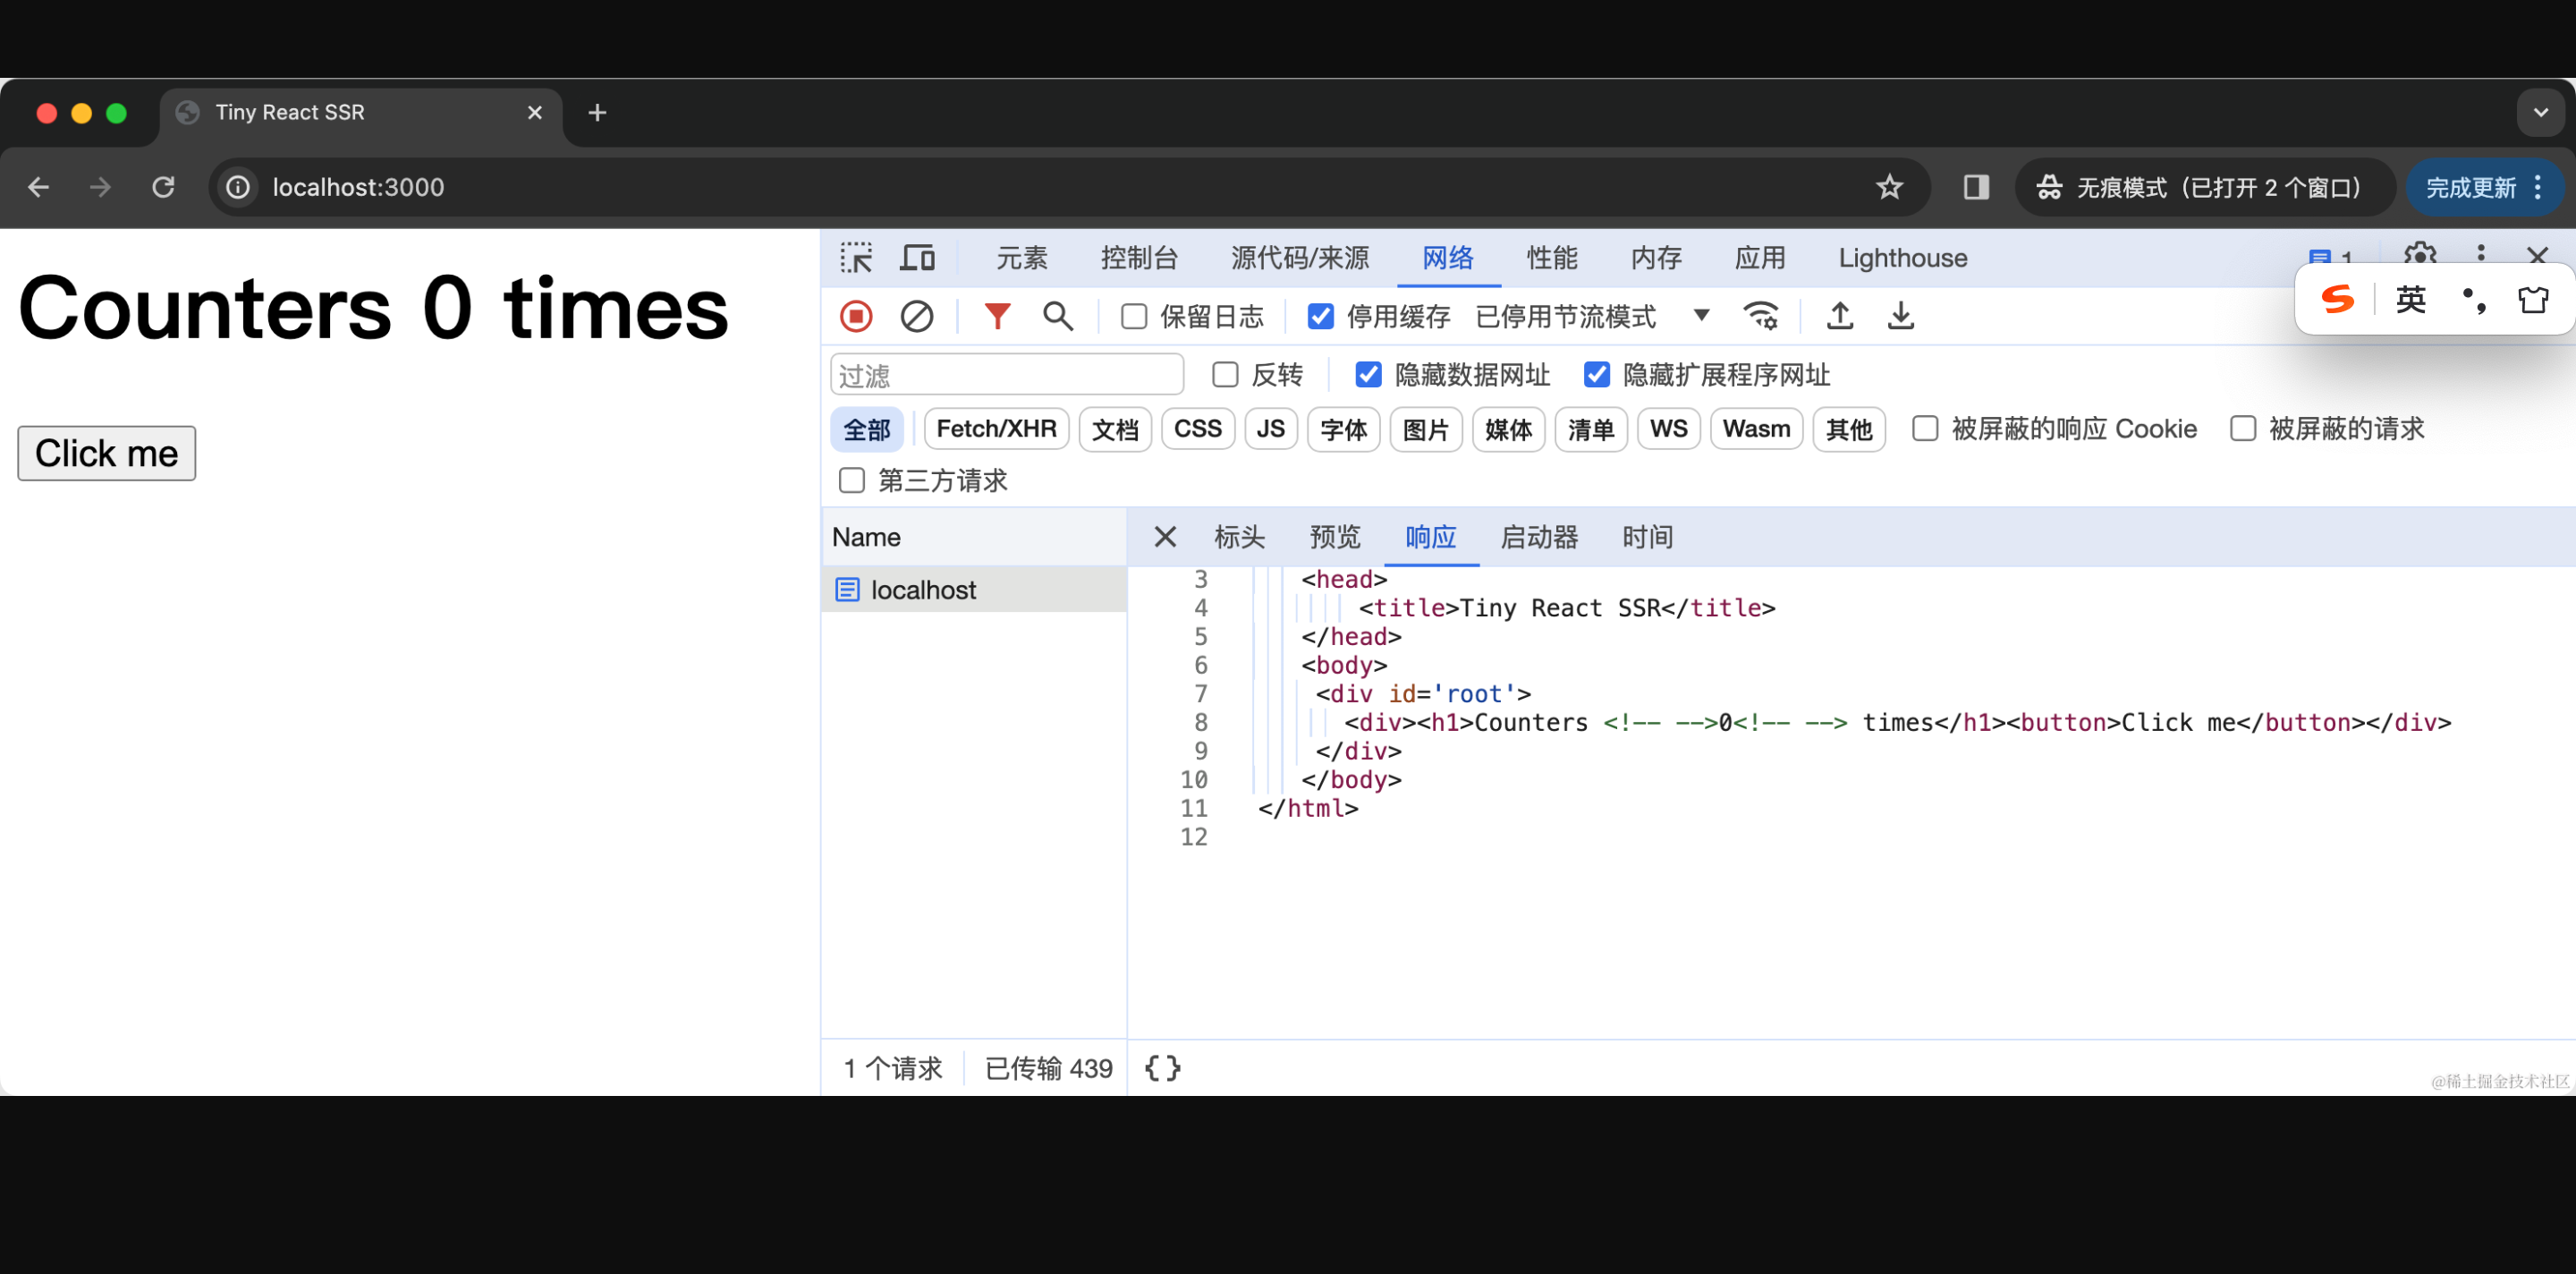 Tiny React SSR
localhost:3000
无痕模式（已打开 2 个窗口）
完成更新
Counters 0 times
Click me
元素 控制台 源代码/来源 网络 性能 内存 应用 Lighthouse 1
英
保留日志 停用缓存 已停用节流模式
过滤 反转 隐藏数据网址 隐藏扩展程序网址
全部 Fetch/XHR 文档 CSS JS 字体 图片 媒体 清单 WS Wasm 其他 被屏蔽的响应 Cookie 被屏蔽的请求
第三方请求
Name 标头 预览 响应 启动器 时间
localhost
3 <head>
4 <title>Tiny React SSR</title>
5 </head>
6 <body>
7 <div id='root'>
8 <div><h1>Counters <!-- -->0<!-- --> times</h1><button>Click me</button></div>
9 </div>
10 </body>
11 </html>
12
1 个请求 已传输 439 {}
@稀土掘金技术社区